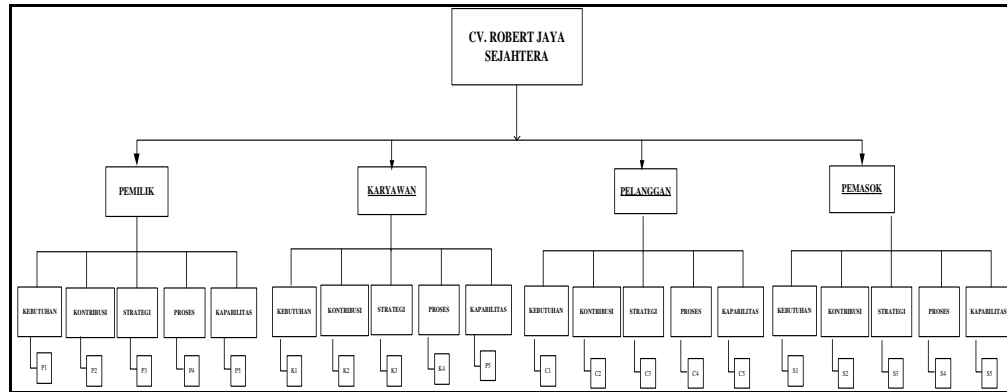 CV. ROBERT JAYA
SEJAHTERA
PEMILIK
KARYAWAN
PELANGGAN
PEMASOK
KEBUTUHAN
KONTRIBUSI
STRATEGI
PROSES
KAPABILITAS
KEBUTUHAN
KONTRIBUSI
STRATEGI
PROSES
KAPABILITAS
KEBUTUHAN
KONTRIBUSI
STRATEGI
PROSES
KAPABILITAS
KEBUTUHAN
KONTRIBUSI
STRATEGI
PROSES
KAPABILITAS
P1
P2
P3
P4
P5
K1
K2
K3
K4
P5
C1
C2
C3
C4
C5
S1
S2
S3
S4
S5